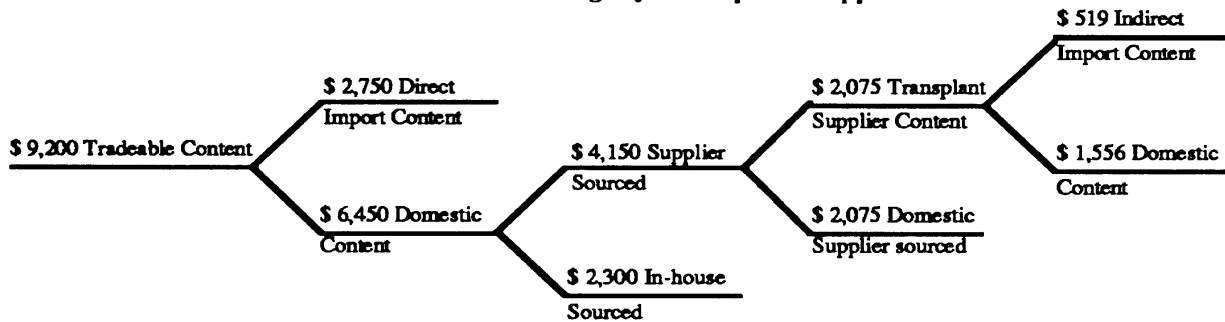 $ 519 Indirect
Import Content
$ 2,750 Direct
Import Content
$ 2,075 Transplant
Supplier Content
$ 9,200 Tradeable Content
$ 4,150 Supplier
Sourced
$ 1,556 Domestic
Content
$ 6,450 Domestic
Content
$ 2,075 Domestic
Supplier sourced
$ 2,300 In-house
Sourced